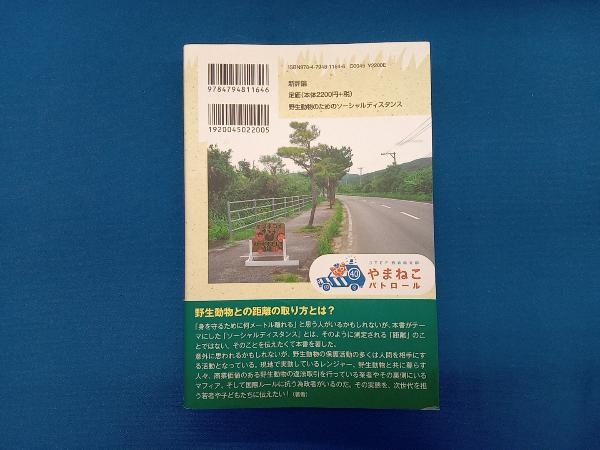 ISBN978-4-7948-1164-6 C0045 ¥2200E
9784794811646
1920045022005
新評論
定価(本体2200円+税)
野生動物のためのソーシャルディスタンス
40
やまねこ
パトロール
野生動物との距離の取り方とは?
「身を守るために何メートル離れる」と思う人がいるかもしれないが、本書がテー
マにした「ソーシャルディスタンス」とは、そのように測定される「距離」のこ
とではない。そのことを伝えたくて本書を著した。
意外に思われるかもしれないが、野生動物の保護活動の多くは人間を相手にす
る活動となっている。現地で実動しているレンジャー、野生動物と共に暮らす
人々、商業価値のある野生動物の違法取引を行っている業者やその裏側にいる
マフィア、そして国際ルールに抗う為政者がいるのだ。その実態を、次世代を担
う若者や子どもたちに伝えたい!(著者)